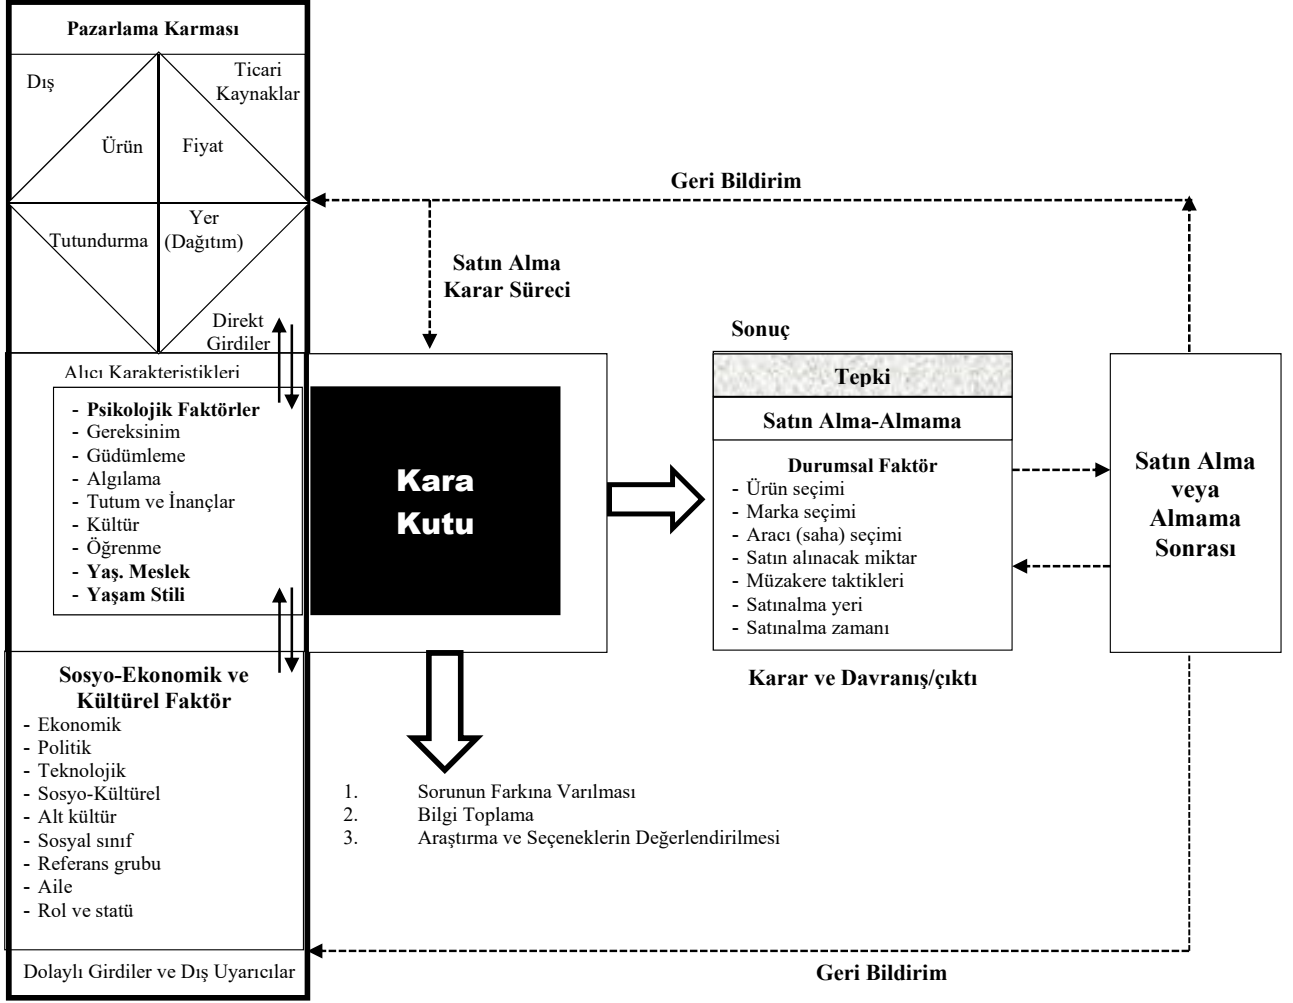 Pazarlama Karması
Dış
Ticari
Kaynaklar
Ürün
Fiyat
Tutundurma
Yer
(Dağıtım)
Direkt
Girdiler
Alıcı Karakteristikleri
- Psikolojik Faktörler
- Gereksinim
- Güdümleme
- Algılama
- Tutum ve İnançlar
- Kültür
- Öğrenme
- Yaş. Meslek
- Yaşam Stili
Sosyo-Ekonomik ve
Kültürel Faktör
- Ekonomik
- Politik
- Teknolojik
- Sosyo-Kültürel
- Alt kültür
- Sosyal sınıf
- Referans grubu
- Aile
- Rol ve statü
Dolaylı Girdiler ve Dış Uyarıcılar
Geri Bildirim
Satın Alma
Karar Süreci
Kara
Kutu
1. Sorunun Farkına Varılması
2. Bilgi Toplama
3. Araştırma ve Seçeneklerin Değerlendirilmesi
Sonuç
Tepki
Satın Alma-Almama
Durumsal Faktör
- Ürün seçimi
- Marka seçimi
- Aracı (saha) seçimi
- Satın alınacak miktar
- Müzakere taktikleri
- Satınalma yeri
- Satınalma zamanı
Karar ve Davranış/çıktı
Satın Alma
veya
Almama
Sonrası
Geri Bildirim